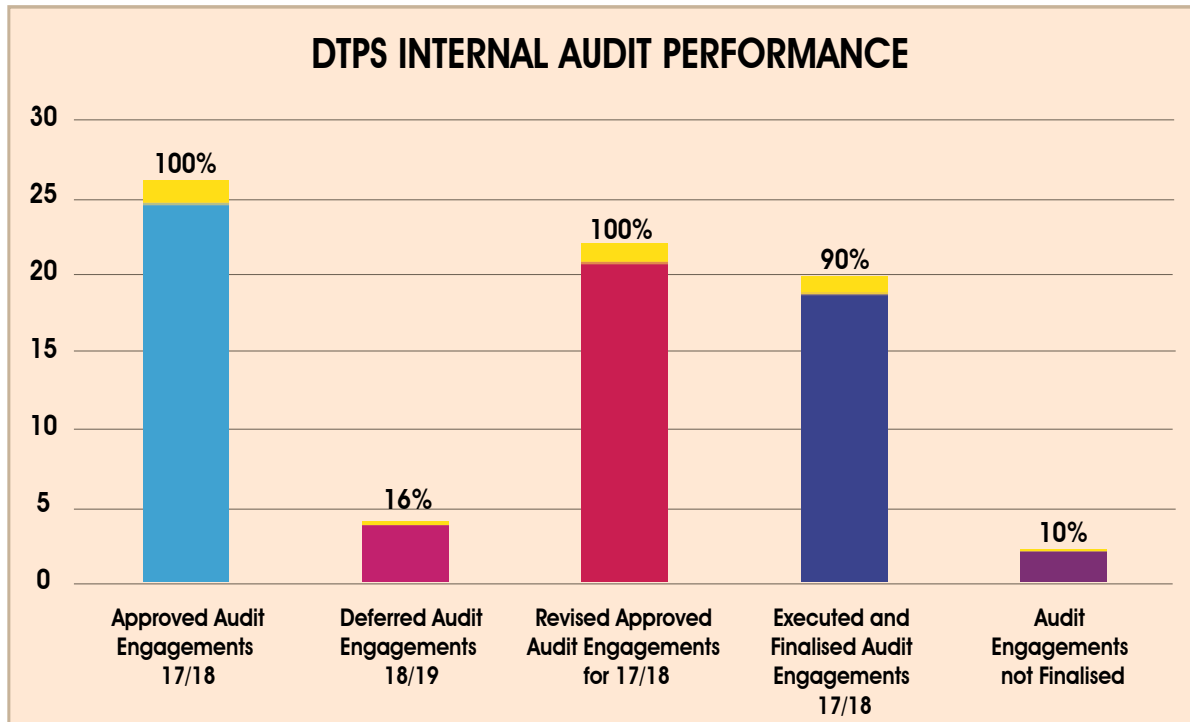 DTPS INTERNAL AUDIT PERFORMANCE
30
25
20
15
10
5
0
100%
16%
100%
90%
10%
Approved Audit
Engagements
17/18
Deferred Audit
Engagements
18/19
Revised Approved
Audit Engagements
for 17/18
Executed and
Finalised Audit
Engagements
17/18
Audit
Engagements
not Finalised